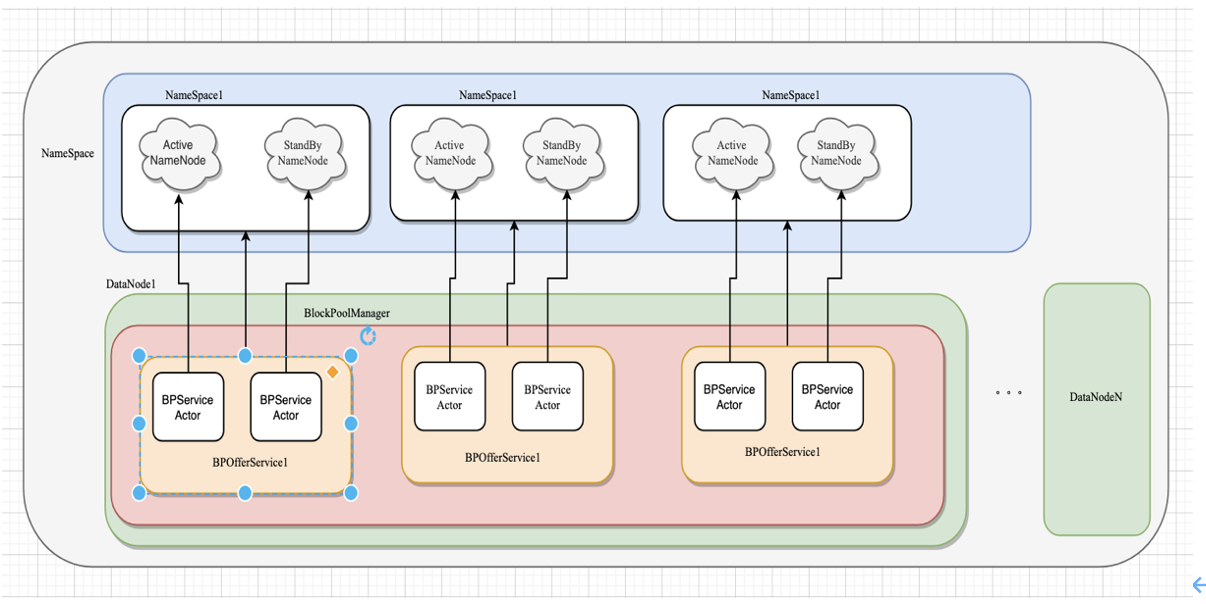 NameSpace1
NameSpace1
NameSpace1
Active
NameNode
StandBy
NameNode
Active
NameNode
StandBy
NameNode
Active
NameNode
StandBy
NameNode
NameSpace
DataNode1
BlockPoolManager
BPService
Actor
BPService
Actor
BPOfferService1
BPService
Actor
BPService
Actor
BPOfferService1
BPService
Actor
BPService
Actor
BPOfferService1
DataNodeN